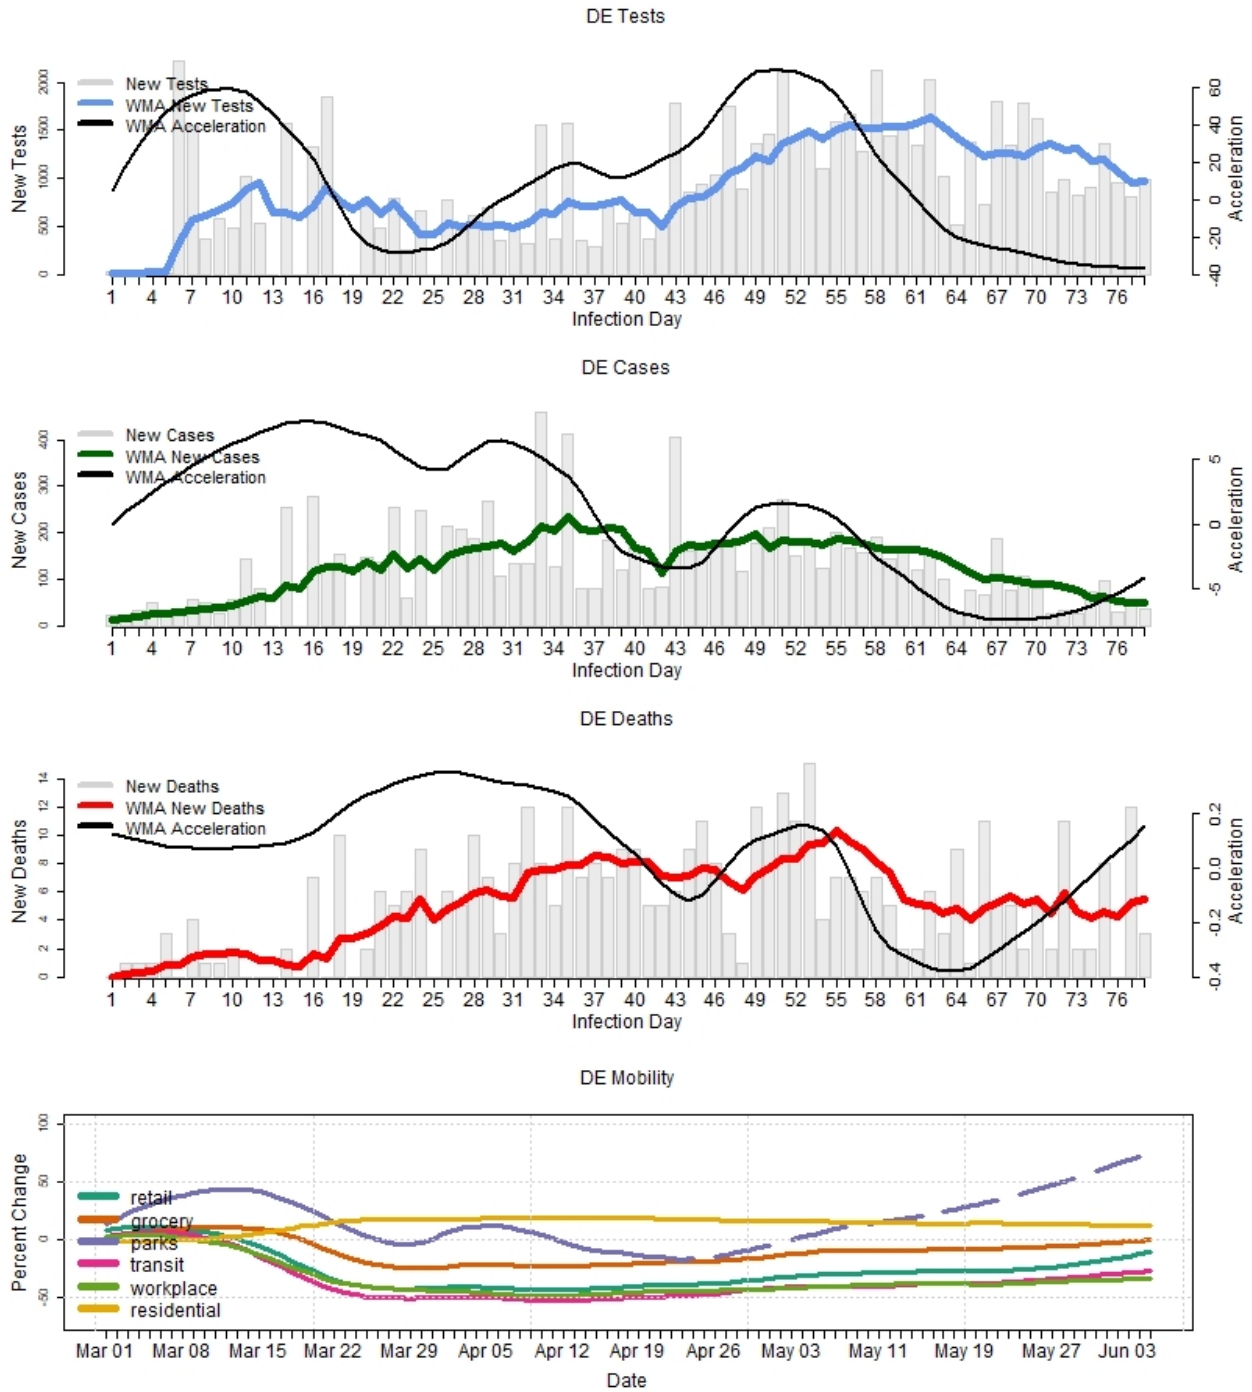 DE Tests
New Tests
WMA New Tests
WMA Acceleration
New Tests
0 500 1000 1500 2000
Acceleration
-40 -20 0 20 40 60
1 4 7 10 13 16 19 22 25 28 31 34 37 40 43 46 49 52 55 58 61 64 67 70 73 76
Infection Day
DE Cases
New Cases
WMA New Cases
WMA Acceleration
New Cases
0 100 200 300 400
Acceleration
-5 0 5
1 4 7 10 13 16 19 22 25 28 31 34 37 40 43 46 49 52 55 58 61 64 67 70 73 76
Infection Day
DE Deaths
New Deaths
WMA New Deaths
WMA Acceleration
New Deaths
0 2 4 6 8 10 12 14
Acceleration
-0.4 -0.2 0.0 0.2
1 4 7 10 13 16 19 22 25 28 31 34 37 40 43 46 49 52 55 58 61 64 67 70 73 76
Infection Day
DE Mobility
retail
grocery
parks
transit
workplace
residential
Percent Change
-50 0 50 100
Mar 01 Mar 08 Mar 15 Mar 22 Mar 29 Apr 05 Apr 12 Apr 19 Apr 26 May 03 May 11 May 19 May 27 Jun 03
Date